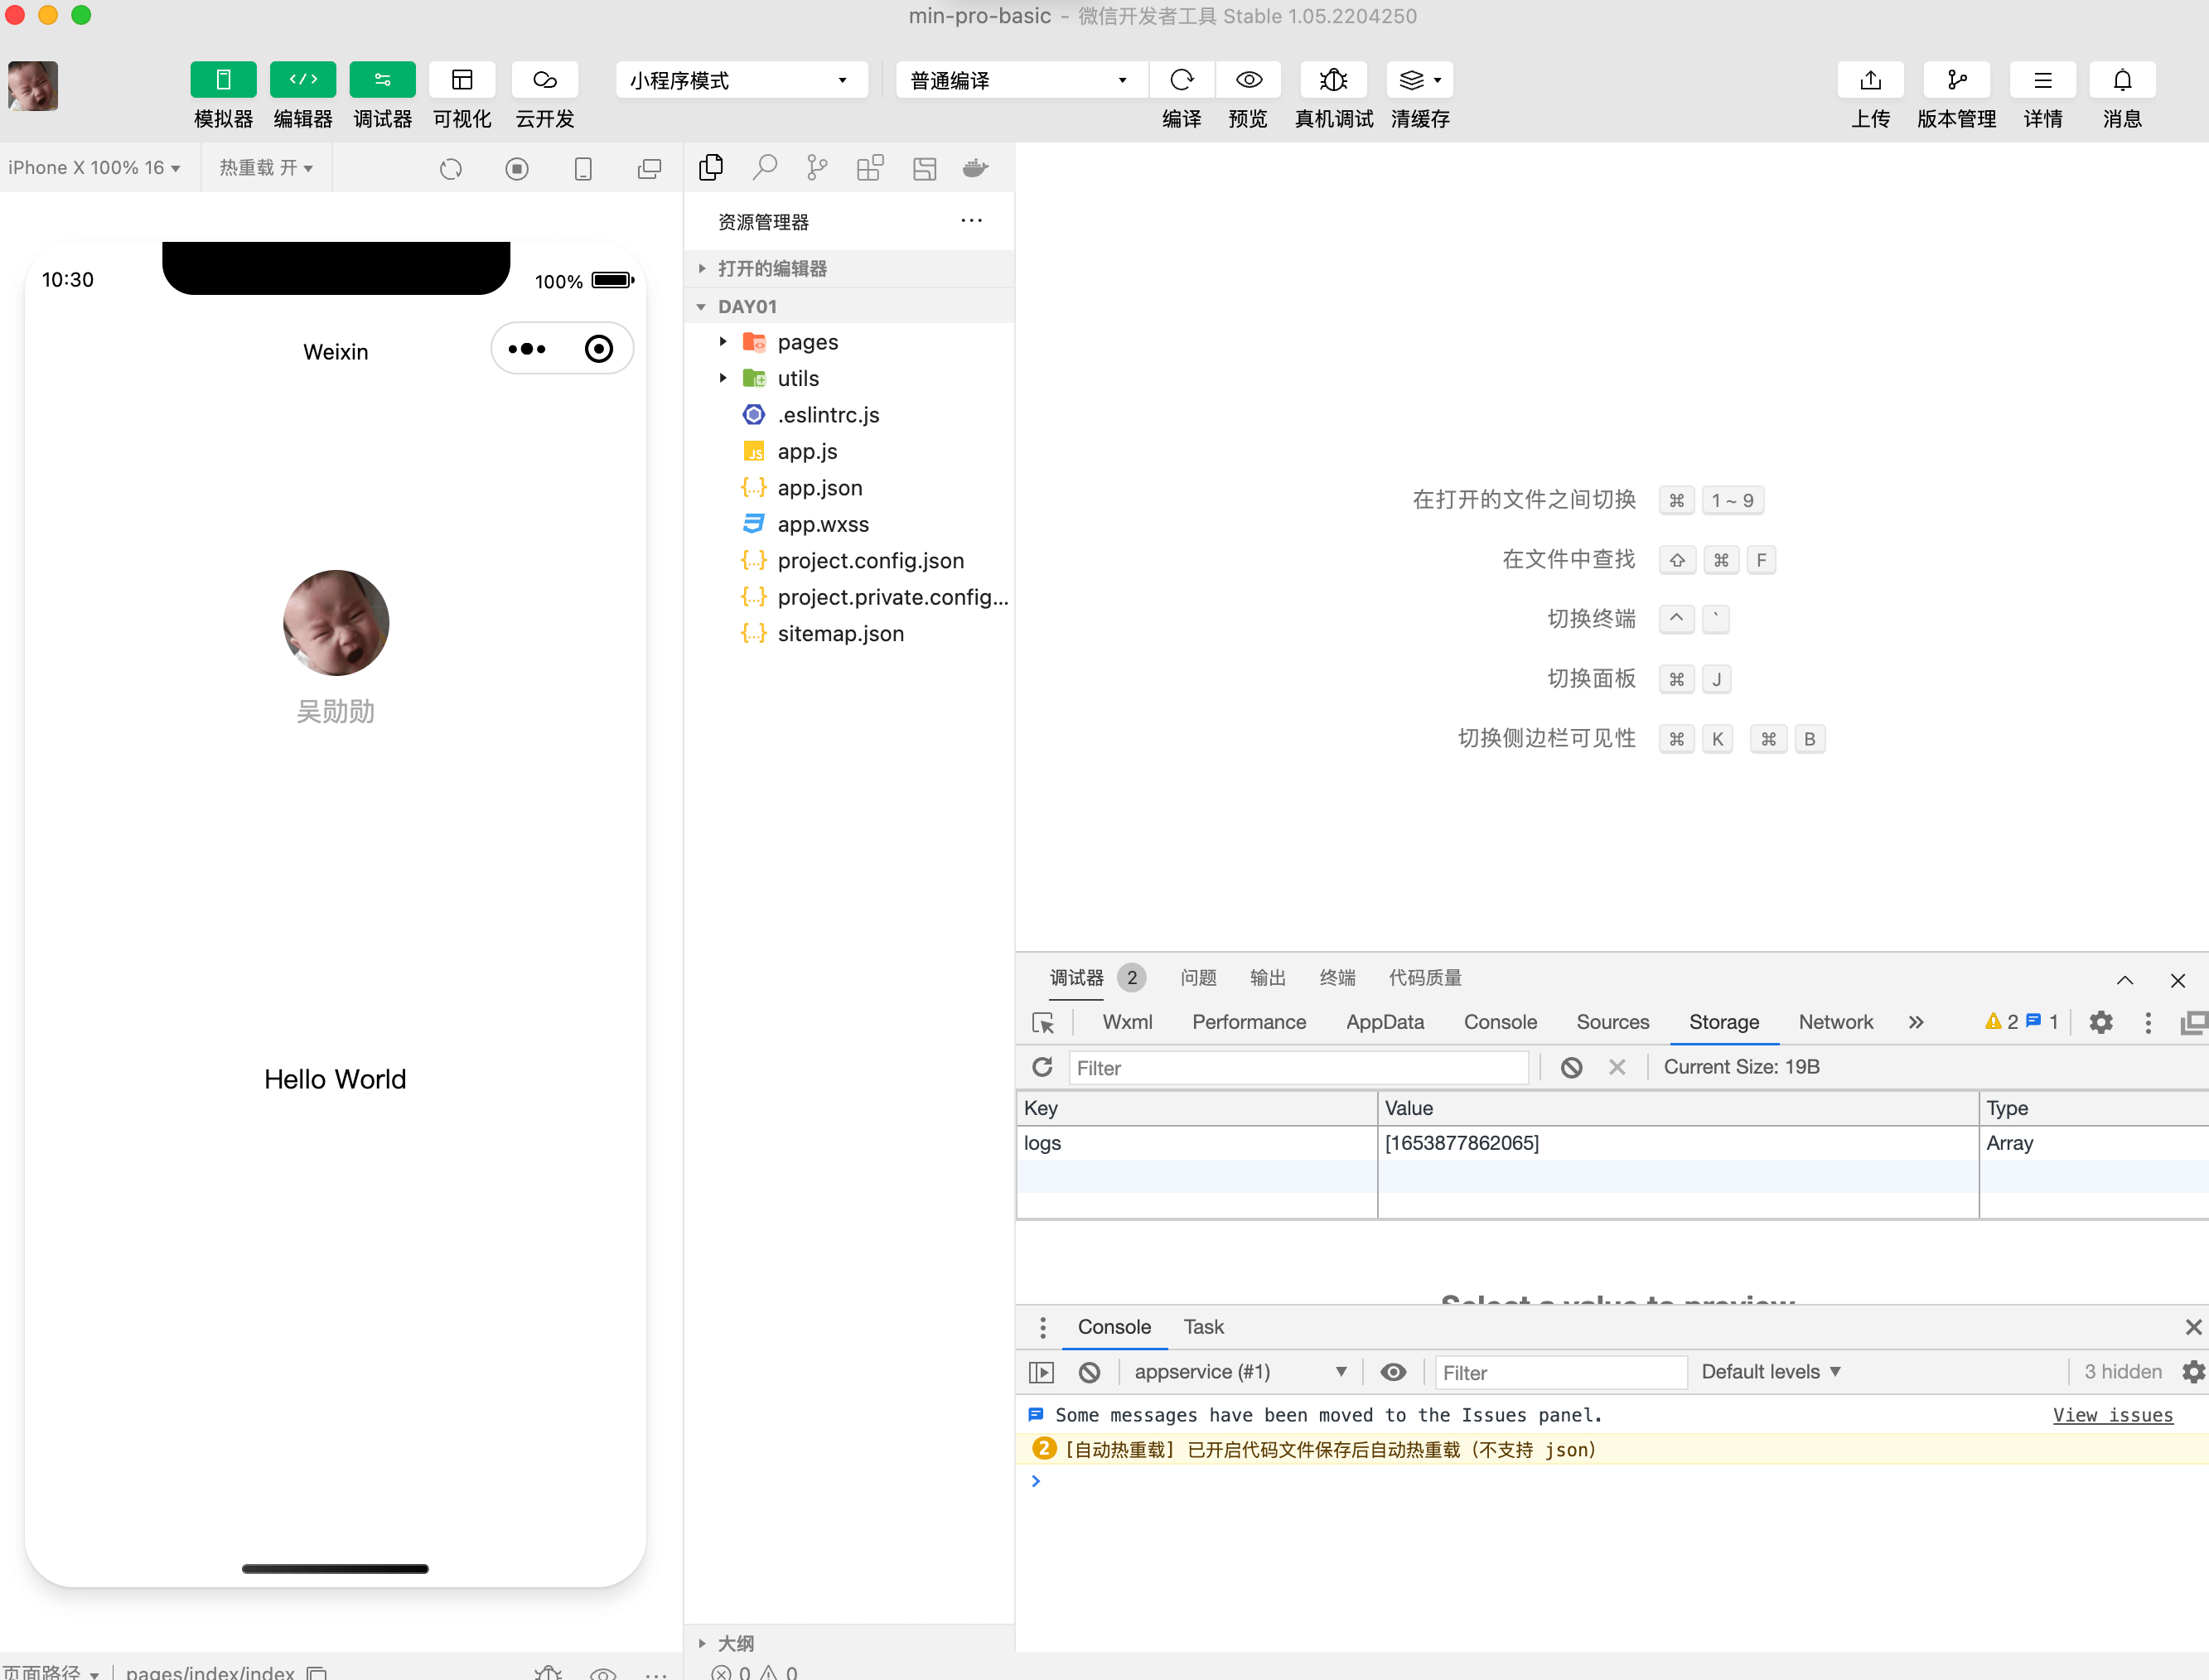 min-pro-basic – 微信开发者工具 Stable 1.05.2204250
模拟器 编辑器 调试器 可视化 云开发
小程序模式 普通编译
编译 预览 真机调试 清缓存
上传 版本管理 详情 消息
iPhone X 100% 16 热重载 开
10:30 100%
Weixin
吴勋勋
Hello World
页面路径 pages/index/index
资源管理器
打开的编辑器
DAY01
pages
utils
.eslintrc.js
app.js
app.json
app.wxss
project.config.json
project.private.config...
sitemap.json
大纲
0 0
在打开的文件之间切换 ⌘ 1 ~ 9
在文件中查找 ⇧ ⌘ F
切换终端 ^ `
切换面板 ⌘ J
切换侧边栏可见性 ⌘ K ⌘ B
调试器 2 问题 输出 终端 代码质量
Wxml Performance AppData Console Sources Storage Network 2 1
Filter Current Size: 19B
Key Value Type
logs [1653877862065] Array
Select a value to preview
Console Task
appservice (#1) Filter Default levels 3 hidden
Some messages have been moved to the Issues panel. View issues
2 [自动热重载] 已开启代码文件保存后自动热重载（不支持 json）